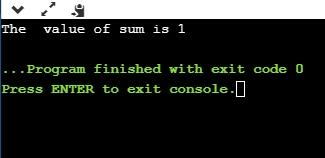 The  value of sum is 1
...Program finished with exit code 0
Press ENTER to exit console.